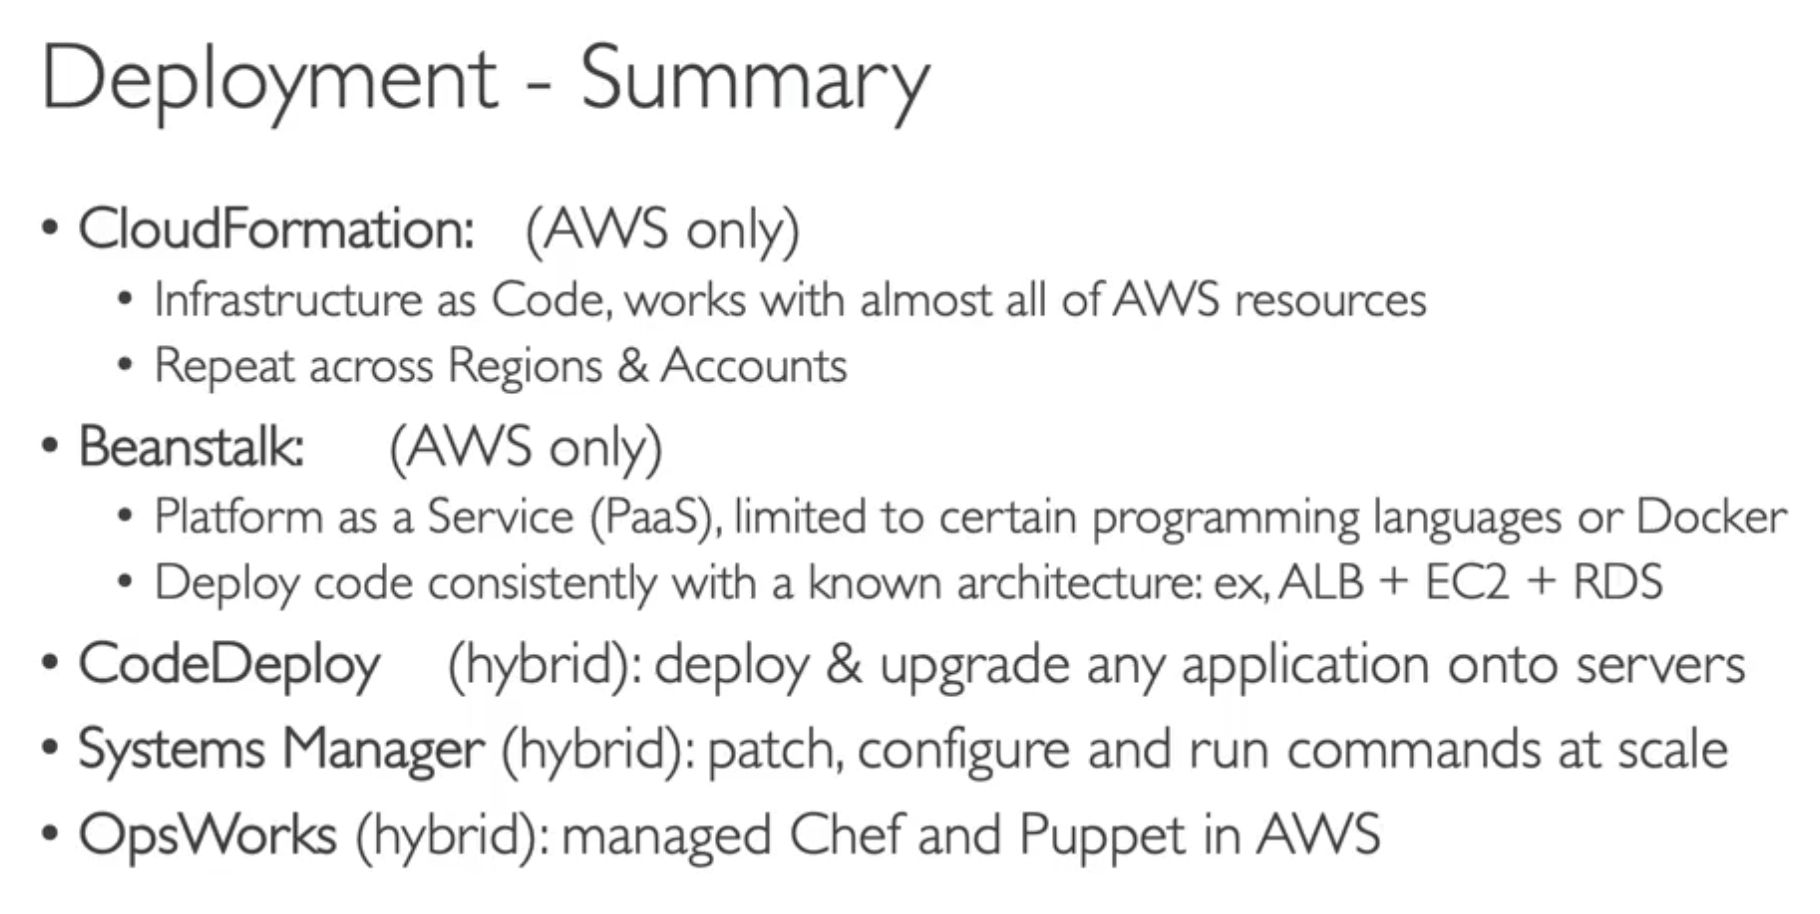 Deployment - Summary
• CloudFormation: (AWS only)
• Infrastructure as Code, works with almost all of AWS resources
• Repeat across Regions & Accounts
• Beanstalk: (AWS only)
• Platform as a Service (PaaS), limited to certain programming languages or Docker
• Deploy code consistently with a known architecture: ex, ALB + EC2 + RDS
• CodeDeploy (hybrid): deploy & upgrade any application onto servers
• Systems Manager (hybrid): patch, configure and run commands at scale
• OpsWorks (hybrid): managed Chef and Puppet in AWS